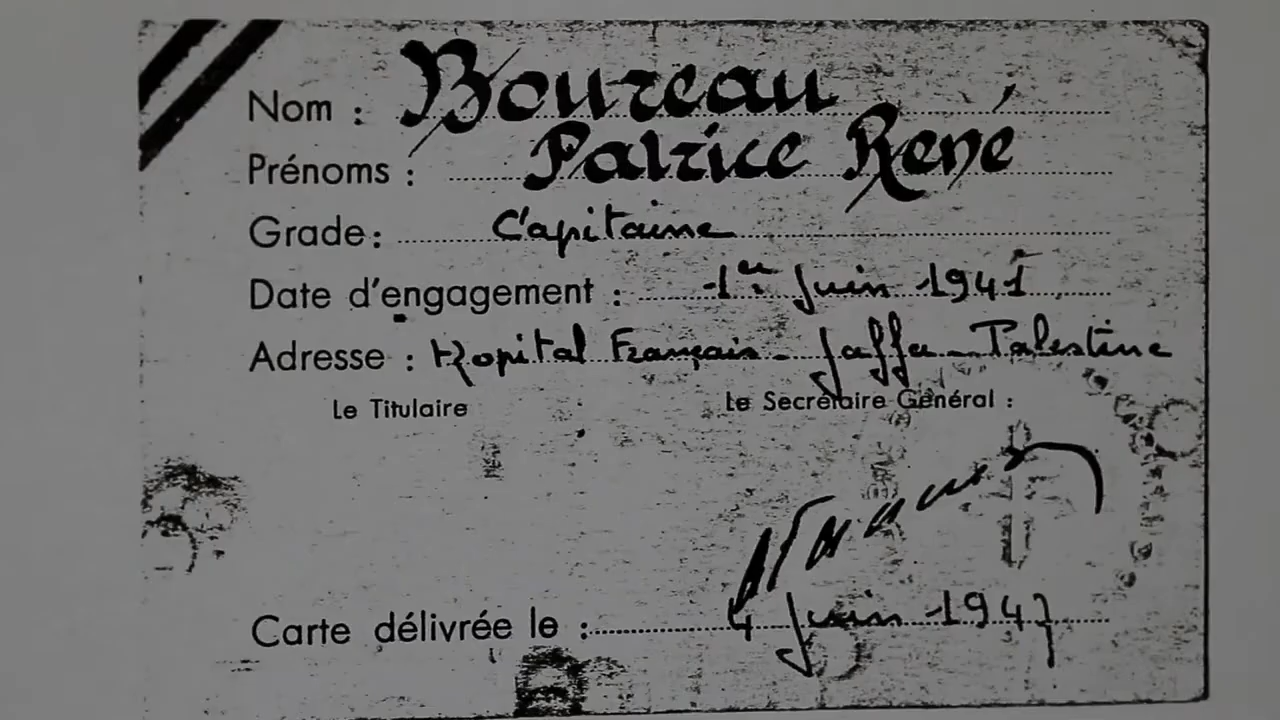 Nom : Boureau
Prénoms : Patrice René
Grade : Capitaine
Date d'engagement : 1er Juin 1941
Adresse : Hopital Français - Jaffa - Palestine
Le Titulaire Le Secrétaire Général :
Carte délivrée le : 4 Juin 1947